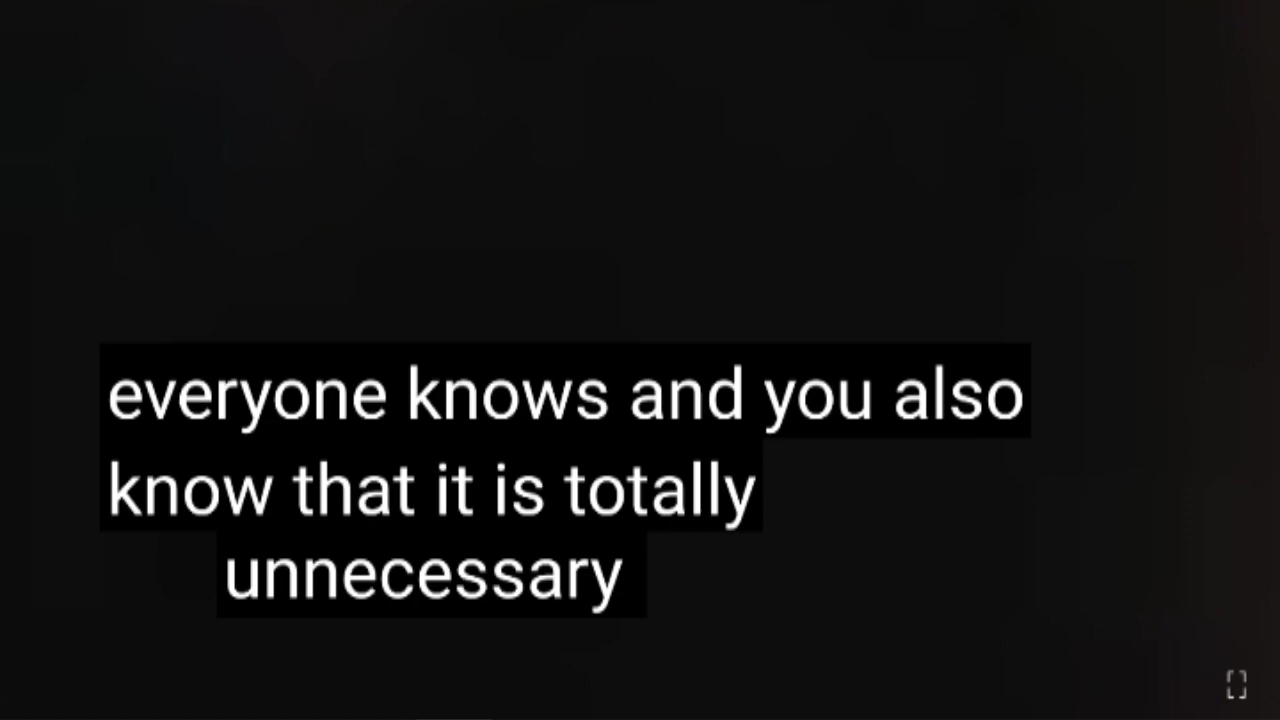 everyone knows and you also
know that it is totally
unnecessary